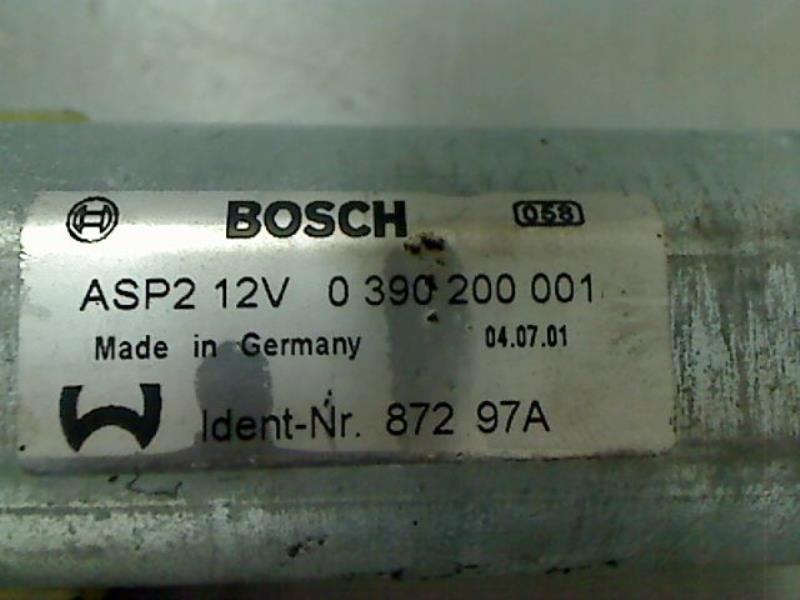 BOSCH 058
ASP2 12V 0 390 200 001
Made in Germany 04.07.01
Ident-Nr. 872 97A